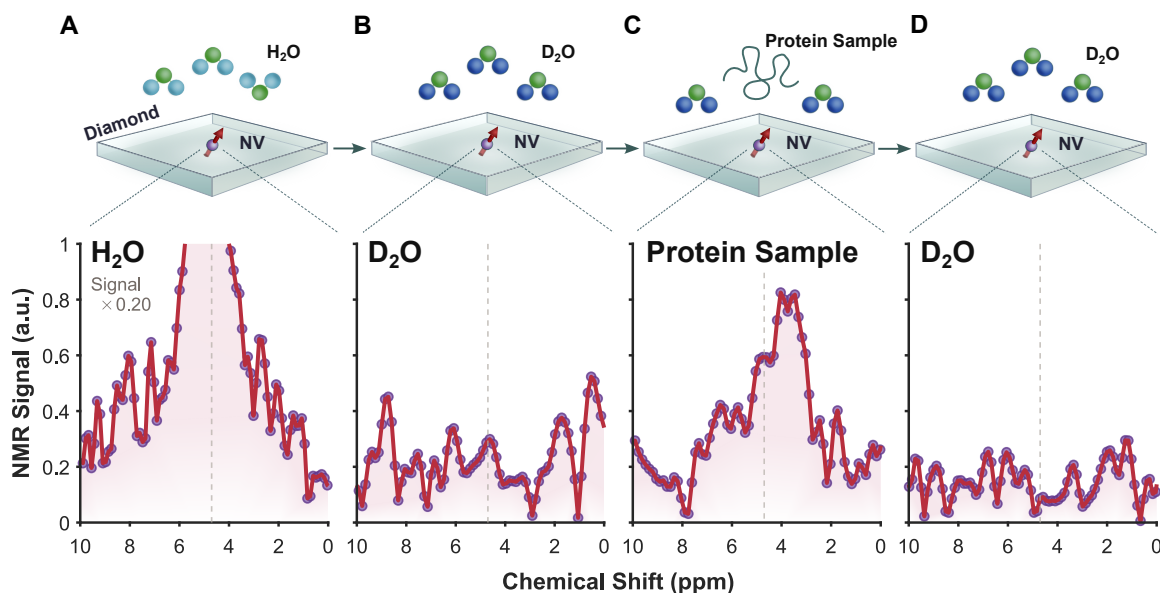 A
B
C
D
H₂O
D₂O
Protein Sample
D₂O
Diamond
NV
NV
NV
NV
H₂O
D₂O
Protein Sample
D₂O
Signal
× 0.20
NMR Signal (a.u.)
1
0.8
0.6
0.4
0.2
0
10 8 6 4 2 0
10 8 6 4 2 0
10 8 6 4 2 0
10 8 6 4 2 0
Chemical Shift (ppm)